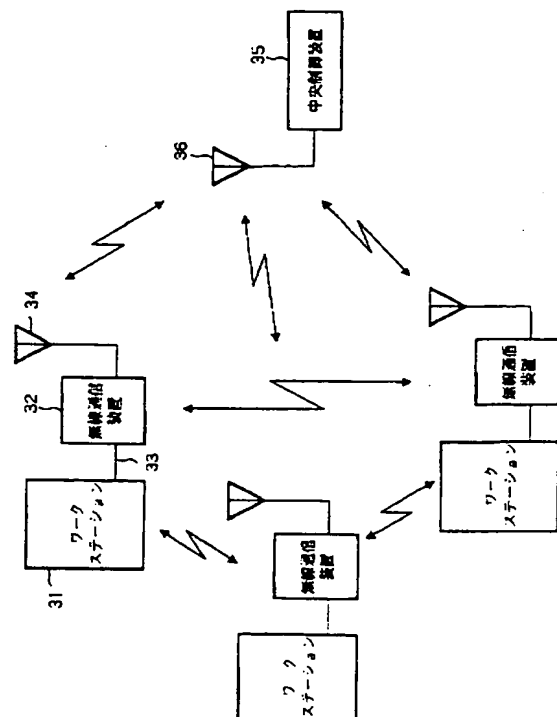 34
32
無線通信
装置
33
ワーク
ステーション
31
36
35
中央制御装置
無線通信
装置
ワーク
ステーション
無線通信
装置
ワーク
ステーション